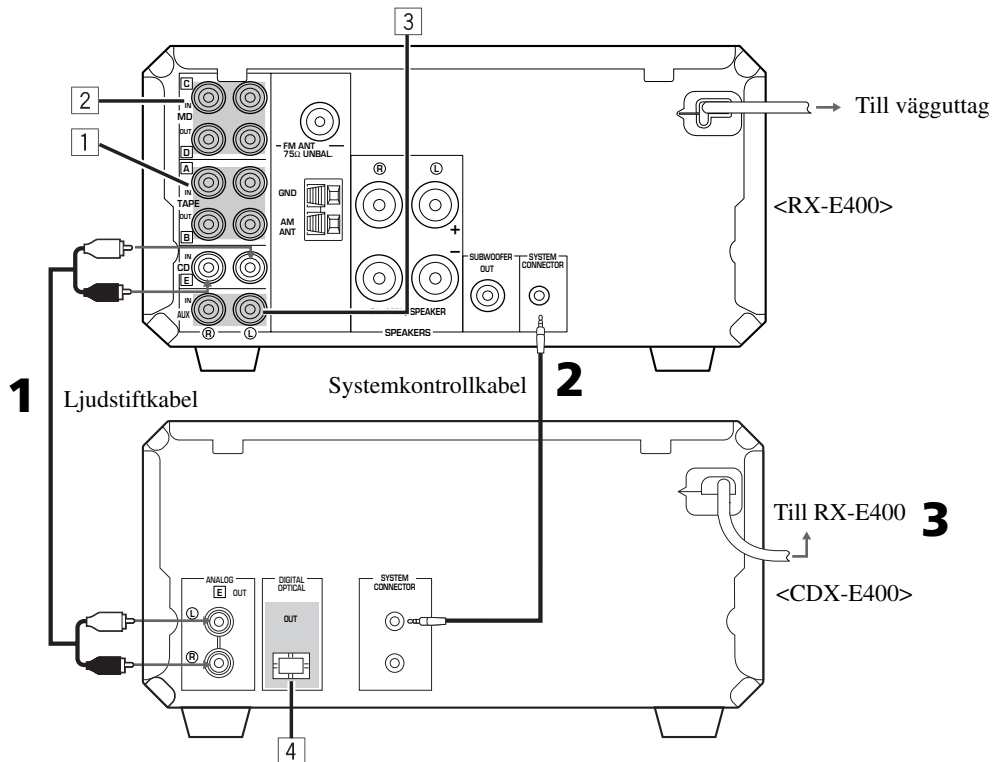 3
C
IN
MD
OUT
D
2
1
A
IN
TAPE
OUT
B
IN
CD
E
IN
AUX
R L
FM ANT
75Ω UNBAL.
GND
AM
ANT
R L
+
–
SPEAKER
SPEAKERS
SUBWOOFER
OUT
SYSTEM
CONNECTOR
Till vägguttag
<RX-E400>
1 Ljudstiftkabel
Systemkontrollkabel 2
Till RX-E400 3
<CDX-E400>
ANALOG
E OUT
L
R
DIGITAL
OPTICAL
OUT
SYSTEM
CONNECTOR
4